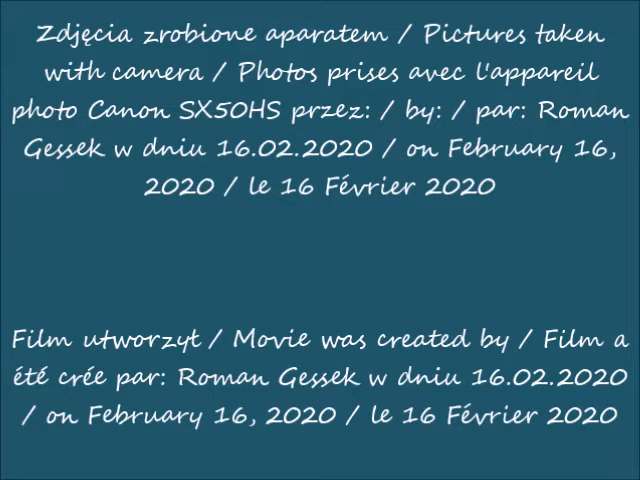 Zdjęcia zrobione aparatem / Pictures taken
with camera / Photos prises avec l'appareil
photo Canon SX50HS przez: / by: / par: Roman
Gessek w dniu 16.02.2020 / on February 16,
2020 / le 16 Février 2020
Film utworzył / Movie was created by / Film a
été crée par: Roman Gessek w dniu 16.02.2020
/ on February 16, 2020 / le 16 Février 2020